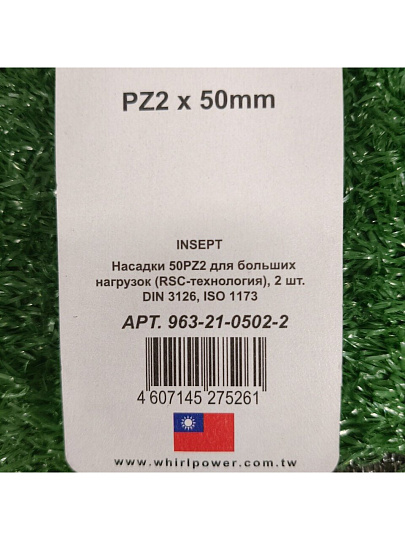 PZ2 x 50mm
INSEPT
Насадки 50PZ2 для больших
нагрузок (RSC-технология), 2 шт.
DIN 3126, ISO 1173
АРТ. 963-21-0502-2
4 607145 275261
www.whirlpower.com.tw